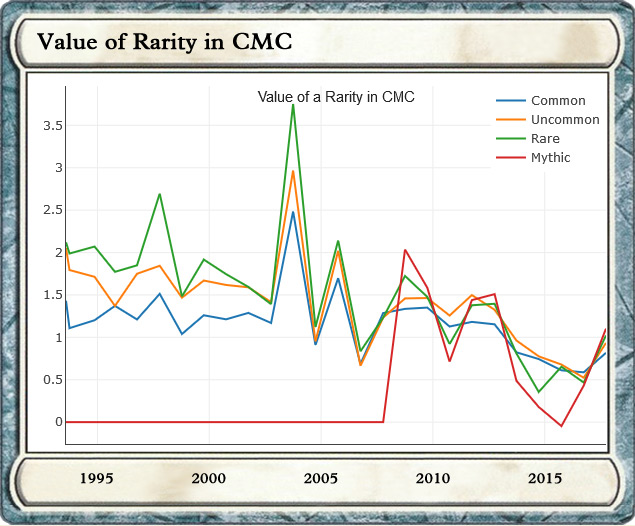 Value of Rarity in CMC
Value of a Rarity in CMC
Common
Uncommon
Rare
Mythic
3.5
3
2.5
2
1.5
1
0.5
0
1995 2000 2005 2010 2015